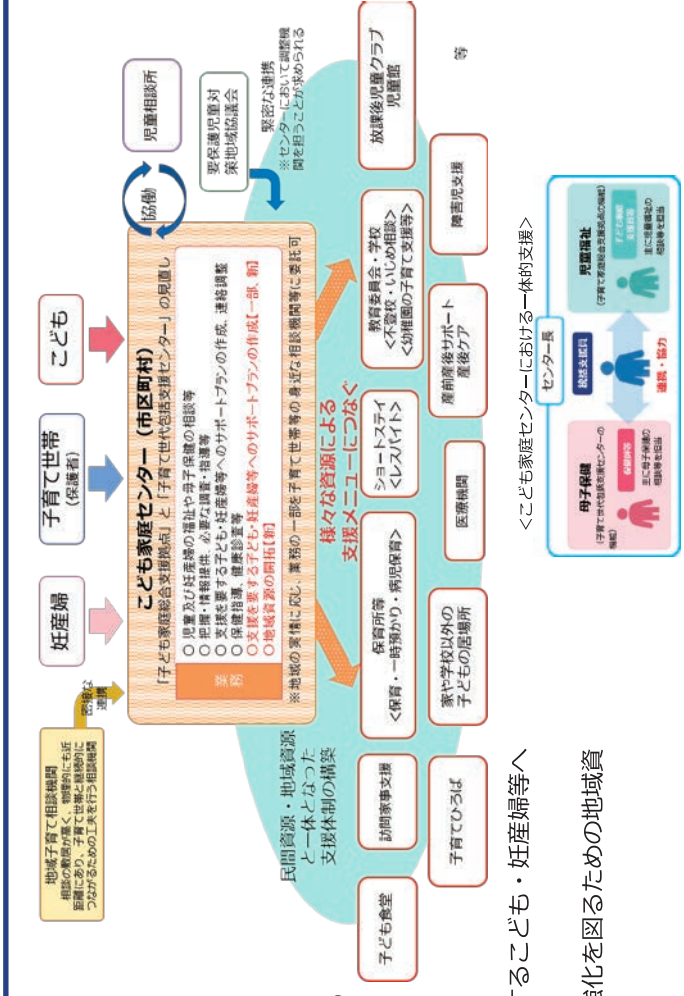 妊産婦
子育て世帯
(保護者)
こども
地域子育て相談機関
相談の敷居が低く、物理的にも近
距離にあり、子育て世帯と継続的に
つながるための工夫を行う相談機関
密接な
連携
こども家庭センター（市区町村）
「子ども家庭総合支援拠点」と「子育て世代包括支援センター」の見直し
業務
○ 児童及び妊産婦の福祉や母子保健の相談等
○ 把握・情報提供、必要な調査・指導等
○ 支援を要する子ども・妊産婦等へのサポートプランの作成、連絡調整
○ 保健指導、健康診査等
○支援を要する子ども・妊産婦等へのサポートプランの作成【一部、新】
○地域資源の開拓【新】
※地域の実情に応じ、業務の一部を子育て世帯等の身近な相談機関等に委託可
協働
児童相談所
要保護児童対
策地域協議会
緊密な連携
※センターにおいて調整機
関を担うことが求められる
民間資源・地域資源
と一体となった
支援体制の構築
様々な資源による
支援メニューにつなぐ
子ども食堂
訪問家事支援
保育所等
<保育・一時預かり・病児保育>
ショートステイ
<レスパイト>
教育委員会・学校
<不登校・いじめ相談>
<幼稚園の子育て支援等>
放課後児童クラブ
児童館
子育てひろば
家や学校以外の
子どもの居場所
医療機関
産前産後サポート
産後ケア
障害児支援
等
するこども・妊産婦等へ
強化を図るための地域資
<こども家庭センターにおける一体的支援>
センター長
母子保健
(子育て世代包括支援センターの
機能)
保健師等
主に母子保健の
相談等を担当
統括支援員
連携・協力
児童福祉
(子ども家庭総合支援拠点の機能)
子ども家庭
支援員等
主に児童福祉の
相談等を担当